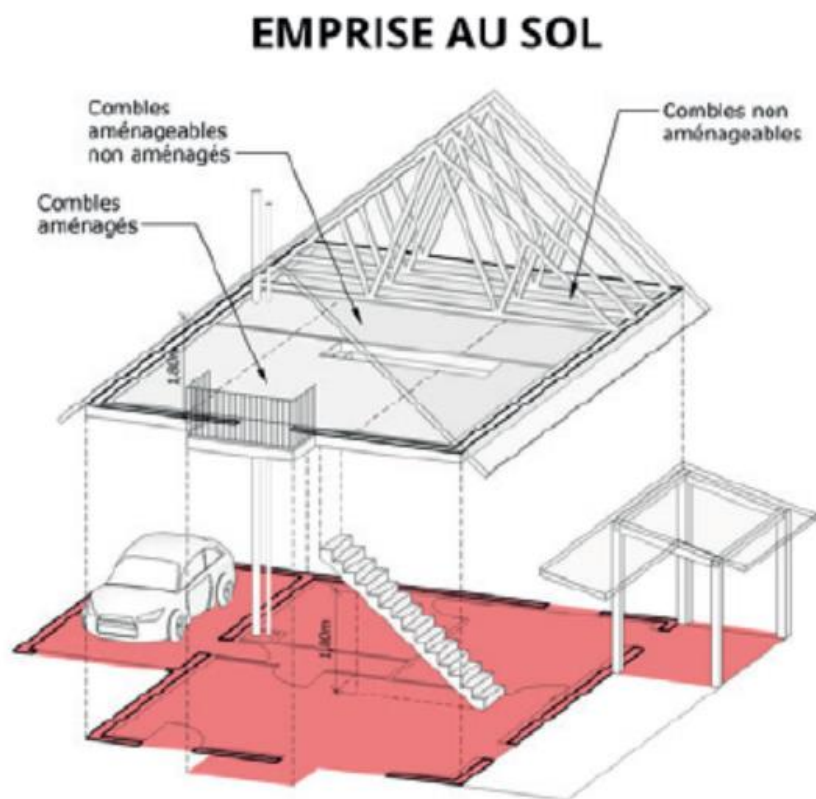 EMPRISE AU SOL
Combles
aménageables
non aménagés
Combles non
aménageables
Combles
aménagés
1,80m
1,80m